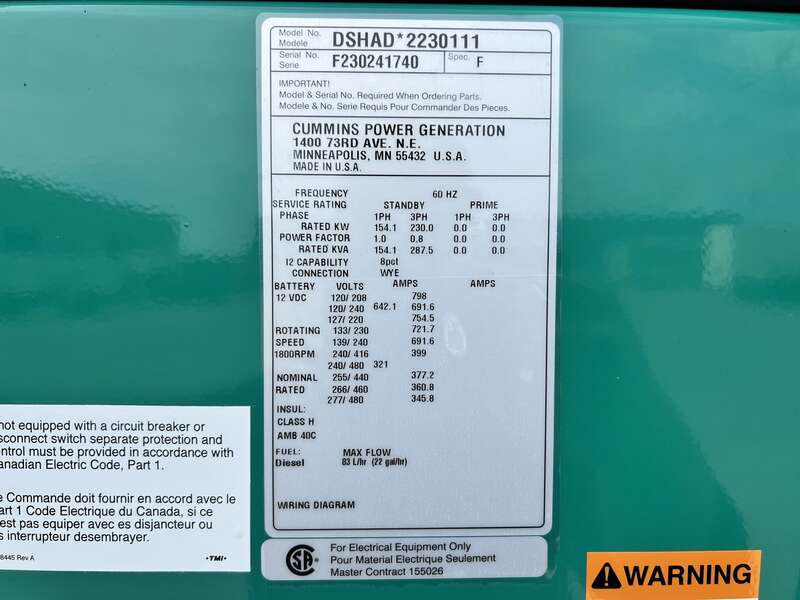 Model No. DSHAD*2230111
Modele
Serial No. F230241740 Spec. F
Serie
IMPORTANT!
Model & Serial No. Required When Ordering Parts.
Modele & No. Serie Requis Pour Commander Des Pieces.
CUMMINS POWER GENERATION
1400 73RD AVE. N.E.
MINNEAPOLIS, MN 55432 U.S.A.
MADE IN U.S.A.
FREQUENCY 60 HZ
SERVICE RATING STANDBY PRIME
PHASE 1PH 3PH 1PH 3PH
RATED KW 154.1 230.0 0.0 0.0
POWER FACTOR 1.0 0.8 0.0 0.0
RATED KVA 154.1 287.5 0.0 0.0
I2 CAPABILITY 8pct
CONNECTION WYE
BATTERY VOLTS AMPS AMPS
12 VDC 120/ 208 798
120/ 240 642.1 691.6
127/ 220 754.5
ROTATING 133/ 230 721.7
SPEED 139/ 240 691.6
1800RPM 240/ 416 399
240/ 480 321
NOMINAL 255/ 440 377.2
RATED 266/ 460 360.8
277/ 480 345.8
INSUL:
CLASS H
AMB 40C
FUEL: MAX FLOW
Diesel 83 L/hr (22 gal/hr)
WIRING DIAGRAM
SA
For Electrical Equipment Only
Pour Material Electrique Seulement
Master Contract 155026
not equipped with a circuit breaker or
sconnect switch separate protection and
ntrol must be provided in accordance with
anadian Electric Code, Part 1.
e Commande doit fournir en accord avec le
art 1 Code Electrique du Canada, si ce
est pas equiper avec es disjoncteur ou
s interrupteur desembrayer.
8445 Rev A •TMI•
WARNING